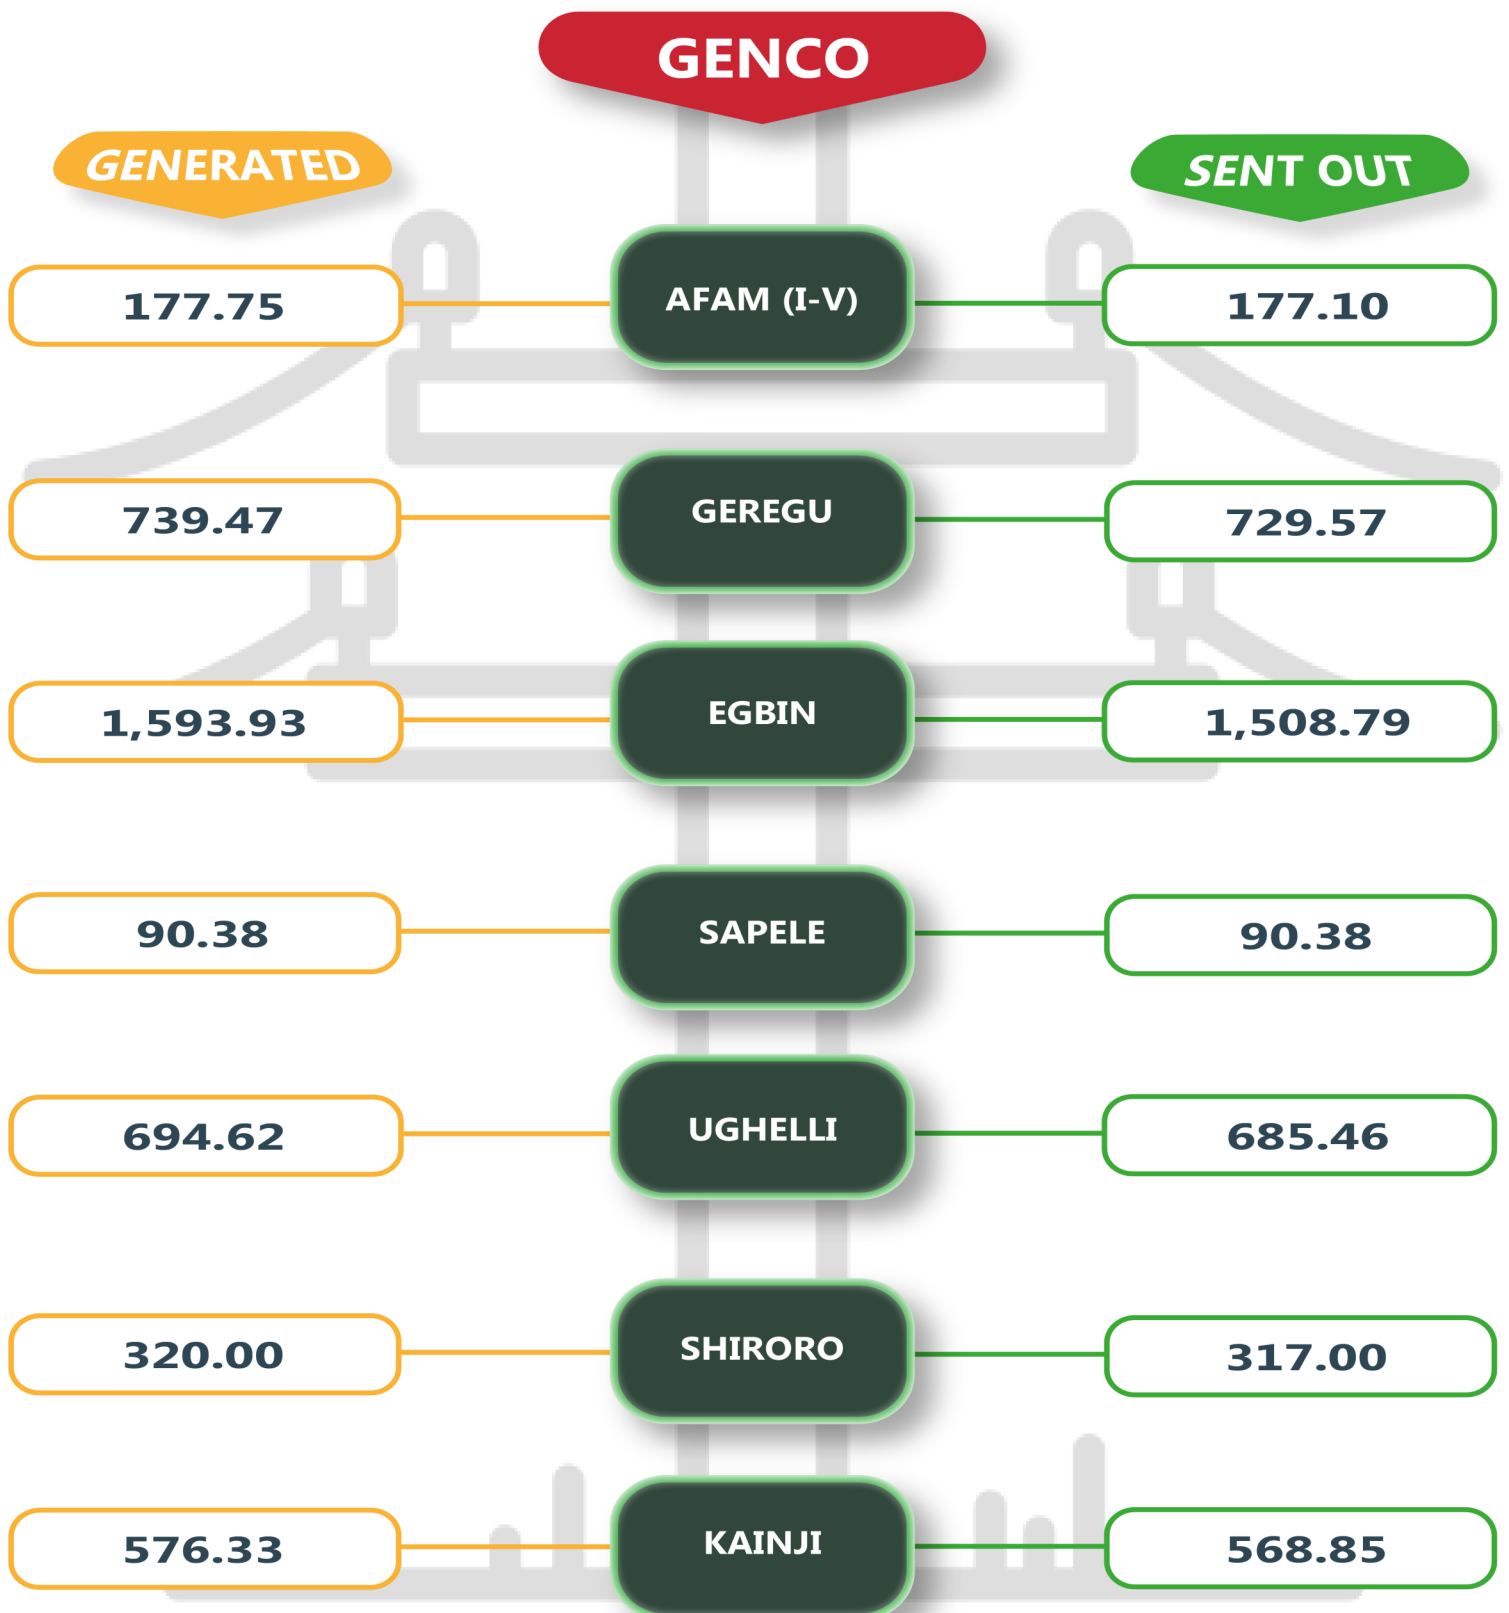 GENCO
GENERATED
SENT OUT
177.75
AFAM (I-V)
177.10
739.47
GEREGU
729.57
1,593.93
EGBIN
1,508.79
90.38
SAPELE
90.38
694.62
UGHELLI
685.46
320.00
SHIRORO
317.00
576.33
KAINJI
568.85